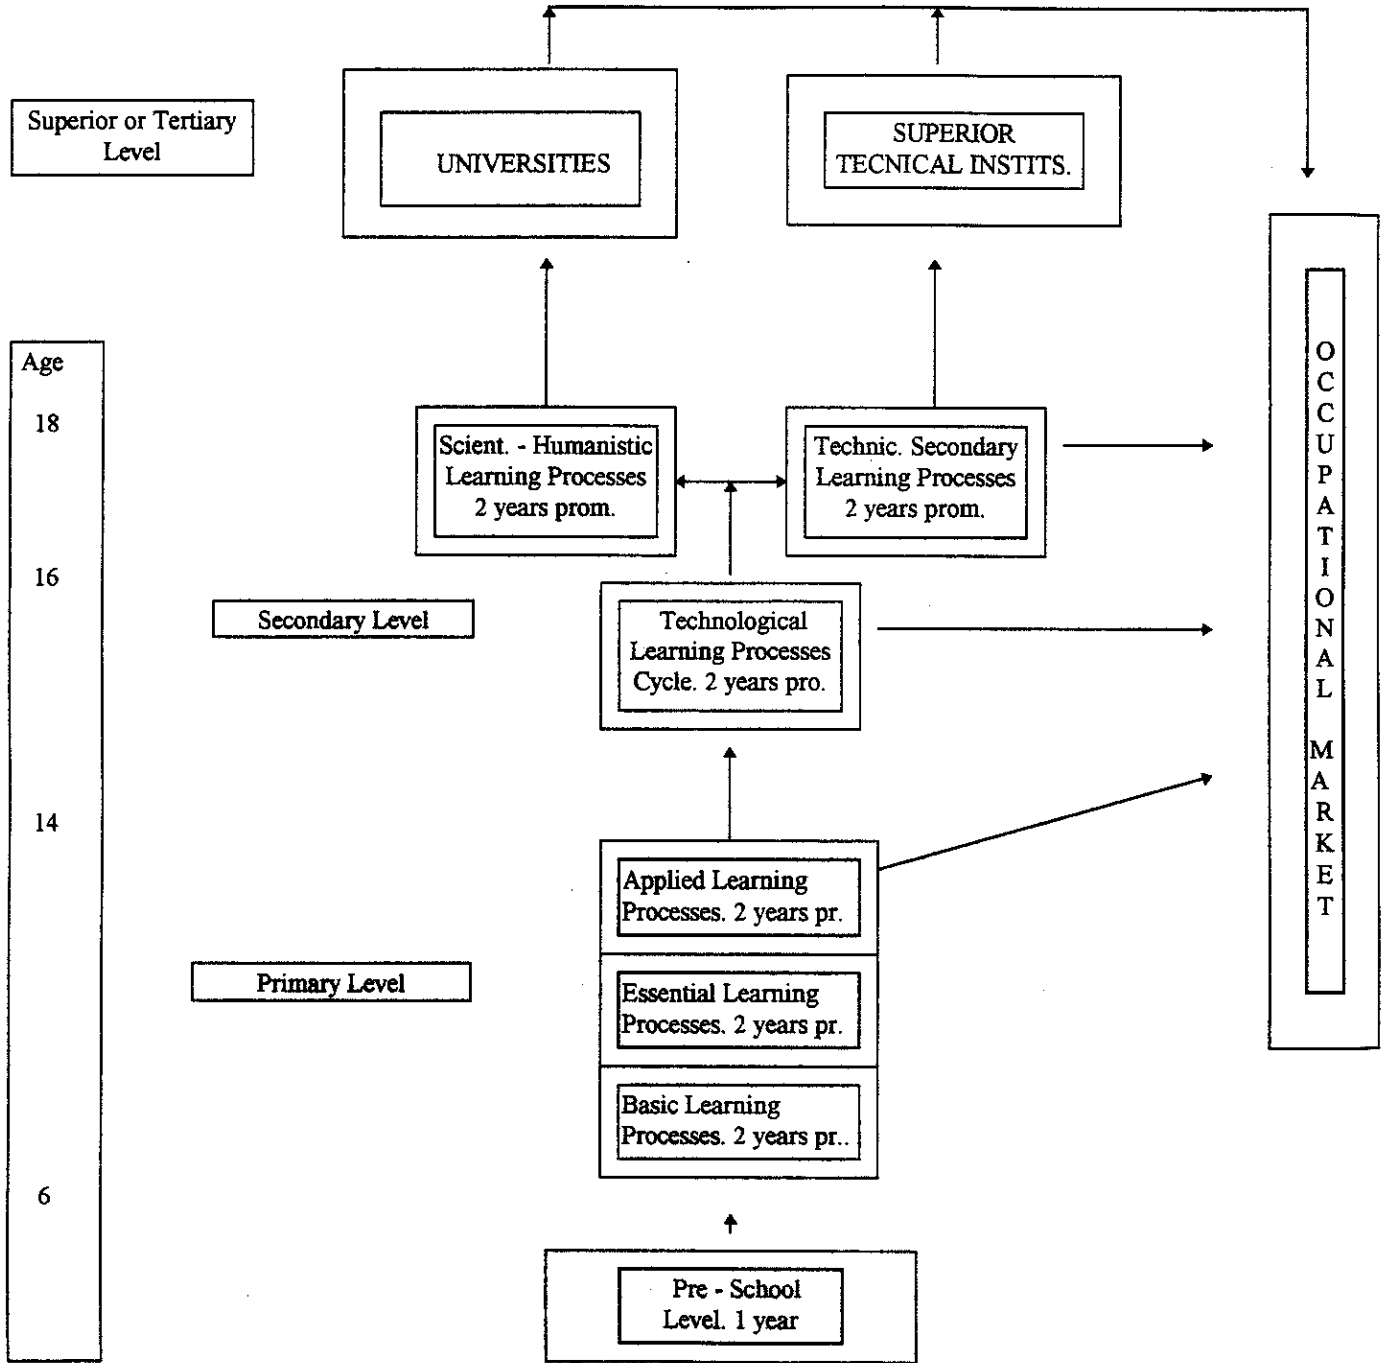 Superior or Tertiary
Level
UNIVERSITIES
SUPERIOR
TECNICAL INSTITS.
Age
18
16
14
6
Scient. - Humanistic
Learning Processes
2 years prom.
Technic. Secondary
Learning Processes
2 years prom.
Secondary Level
Technological
Learning Processes
Cycle. 2 years pro.
Applied Learning
Processes. 2 years pr.
Primary Level
Essential Learning
Processes. 2 years pr.
Basic Learning
Processes. 2 years pr..
Pre - School
Level. 1 year
OCCUPATIONAL MARKET